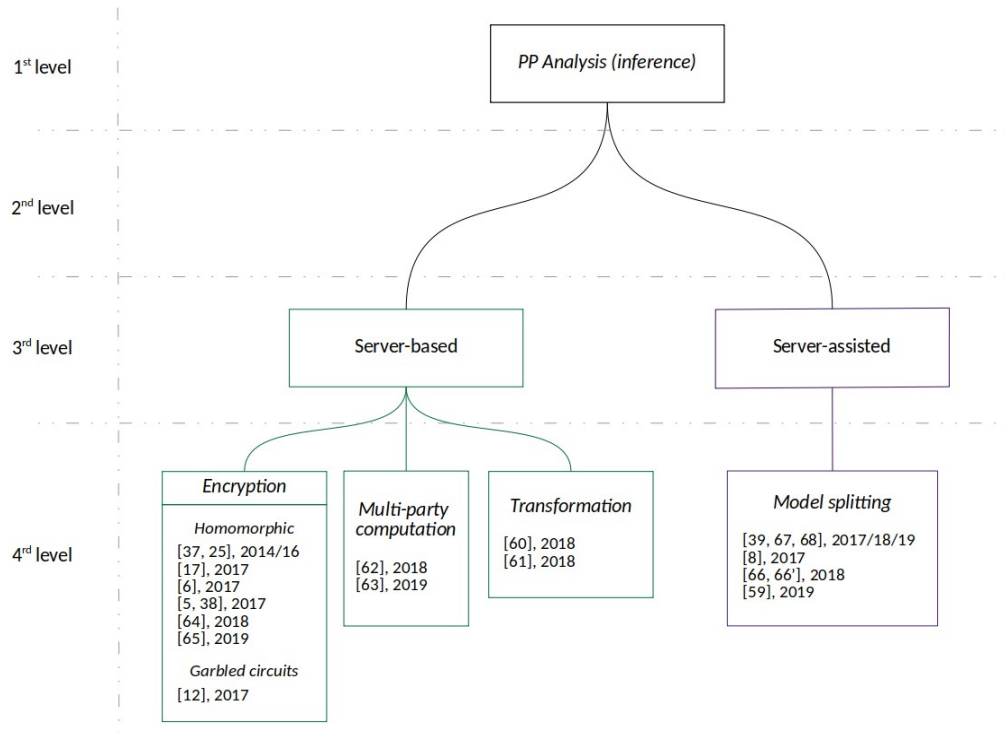 1st level
PP Analysis (inference)
2nd level
3rd level
Server-based
Server-assisted
4rd level
Encryption
Homomorphic
[37, 25], 2014/16
[17], 2017
[6], 2017
[5, 38], 2017
[64], 2018
[65], 2019
Garbled circuits
[12], 2017
Multi-party
computation
[62], 2018
[63], 2019
Transformation
[60], 2018
[61], 2018
Model splitting
[39, 67, 68], 2017/18/19
[8], 2017
[66, 66'], 2018
[59], 2019